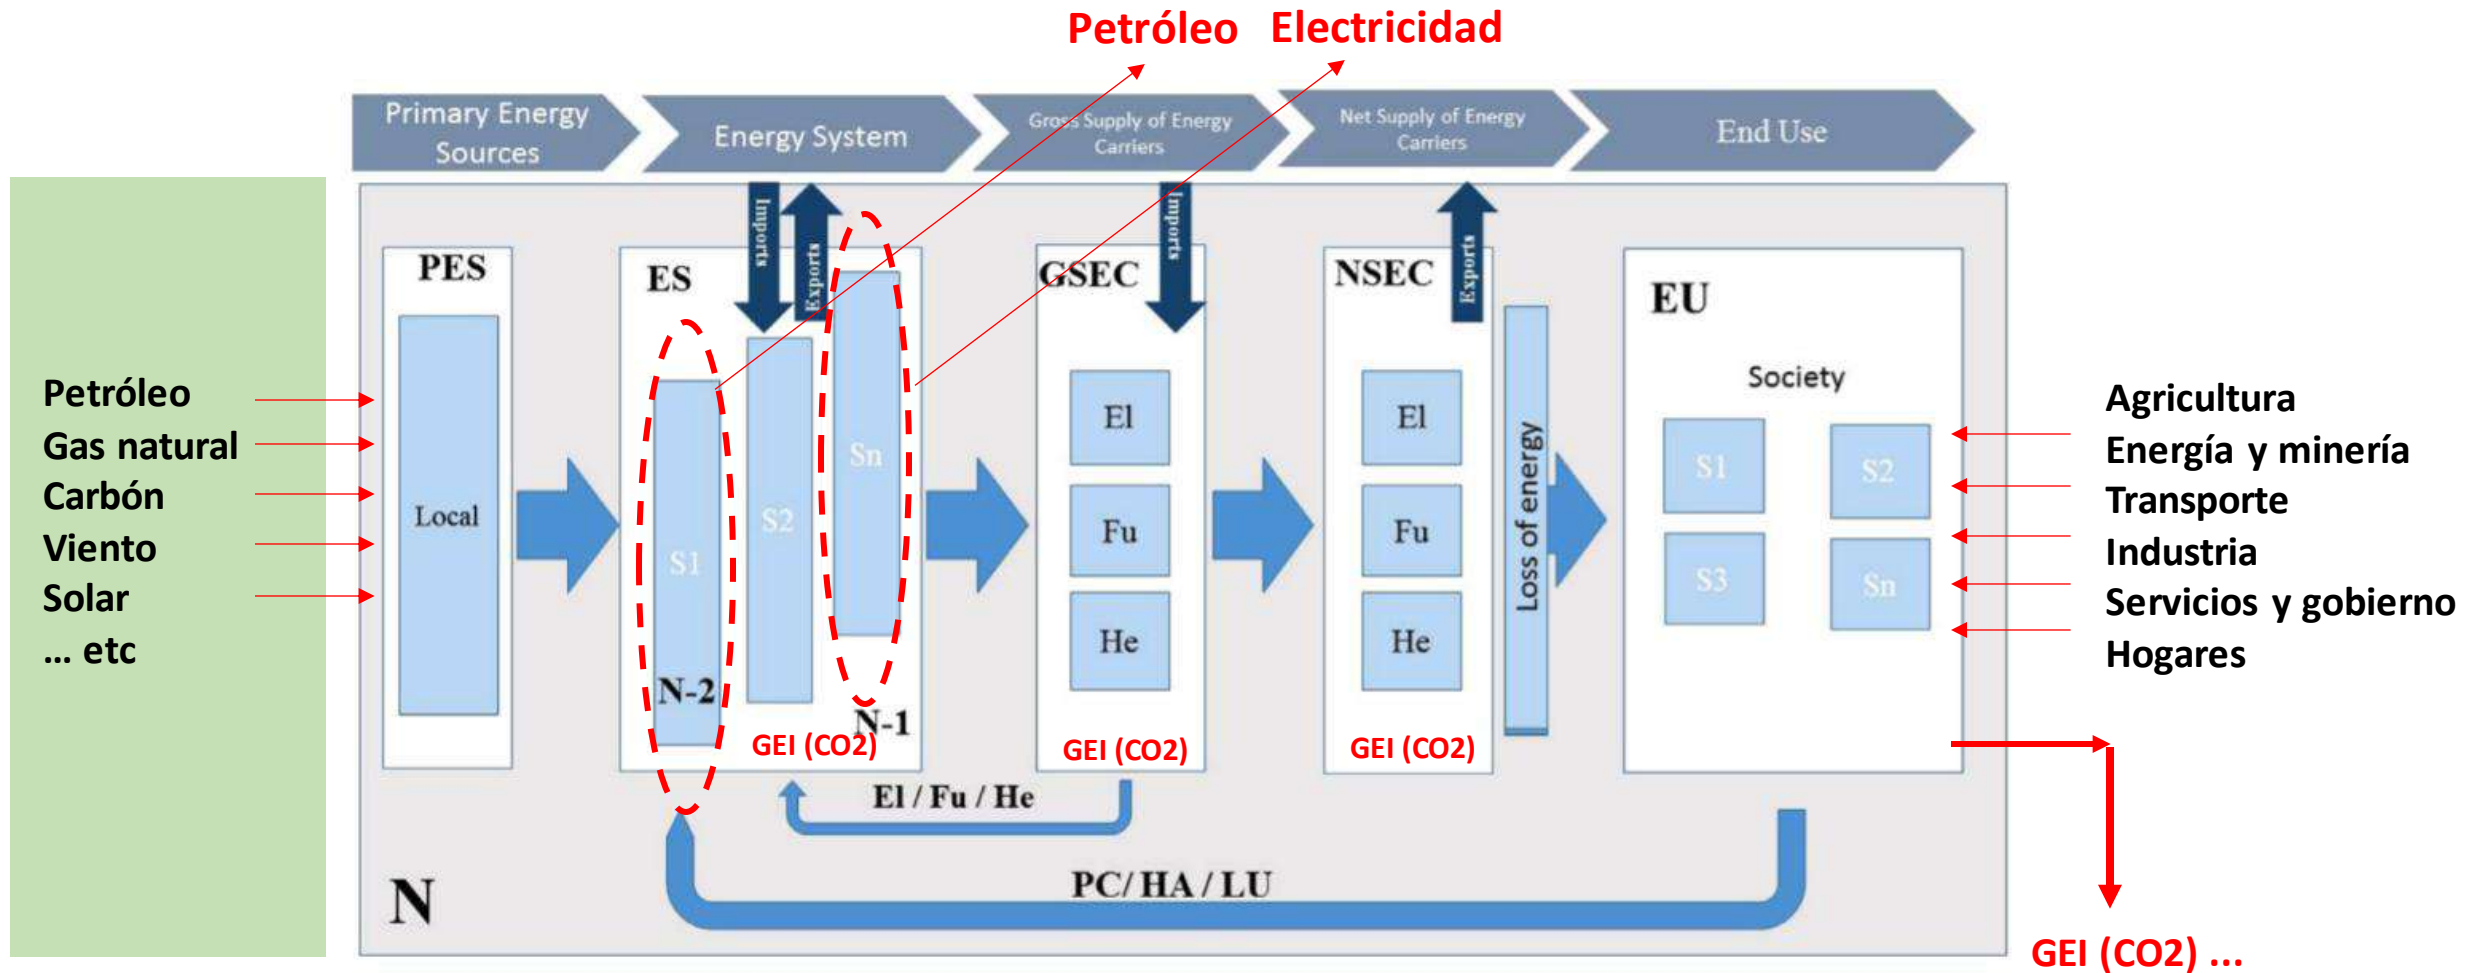 Petróleo Electricidad
Primary Energy
Sources
Energy System
Gross Supply of Energy
Carriers
Net Supply of Energy
Carriers
End Use
Petróleo
Gas natural
Carbón
Viento
Solar
... etc
PES
Local
ES
Imports
Exports
S1
N-2
S2
Sn
N-1
GEI (CO2)
GSEC
Imports
El
Fu
He
GEI (CO2)
NSEC
Exports
El
Fu
He
GEI (CO2)
Loss of energy
EU
Society
S1
S2
S3
Sn
Agricultura
Energía y minería
Transporte
Industria
Servicios y gobierno
Hogares
El / Fu / He
PC/ HA / LU
N
GEI (CO2) ...